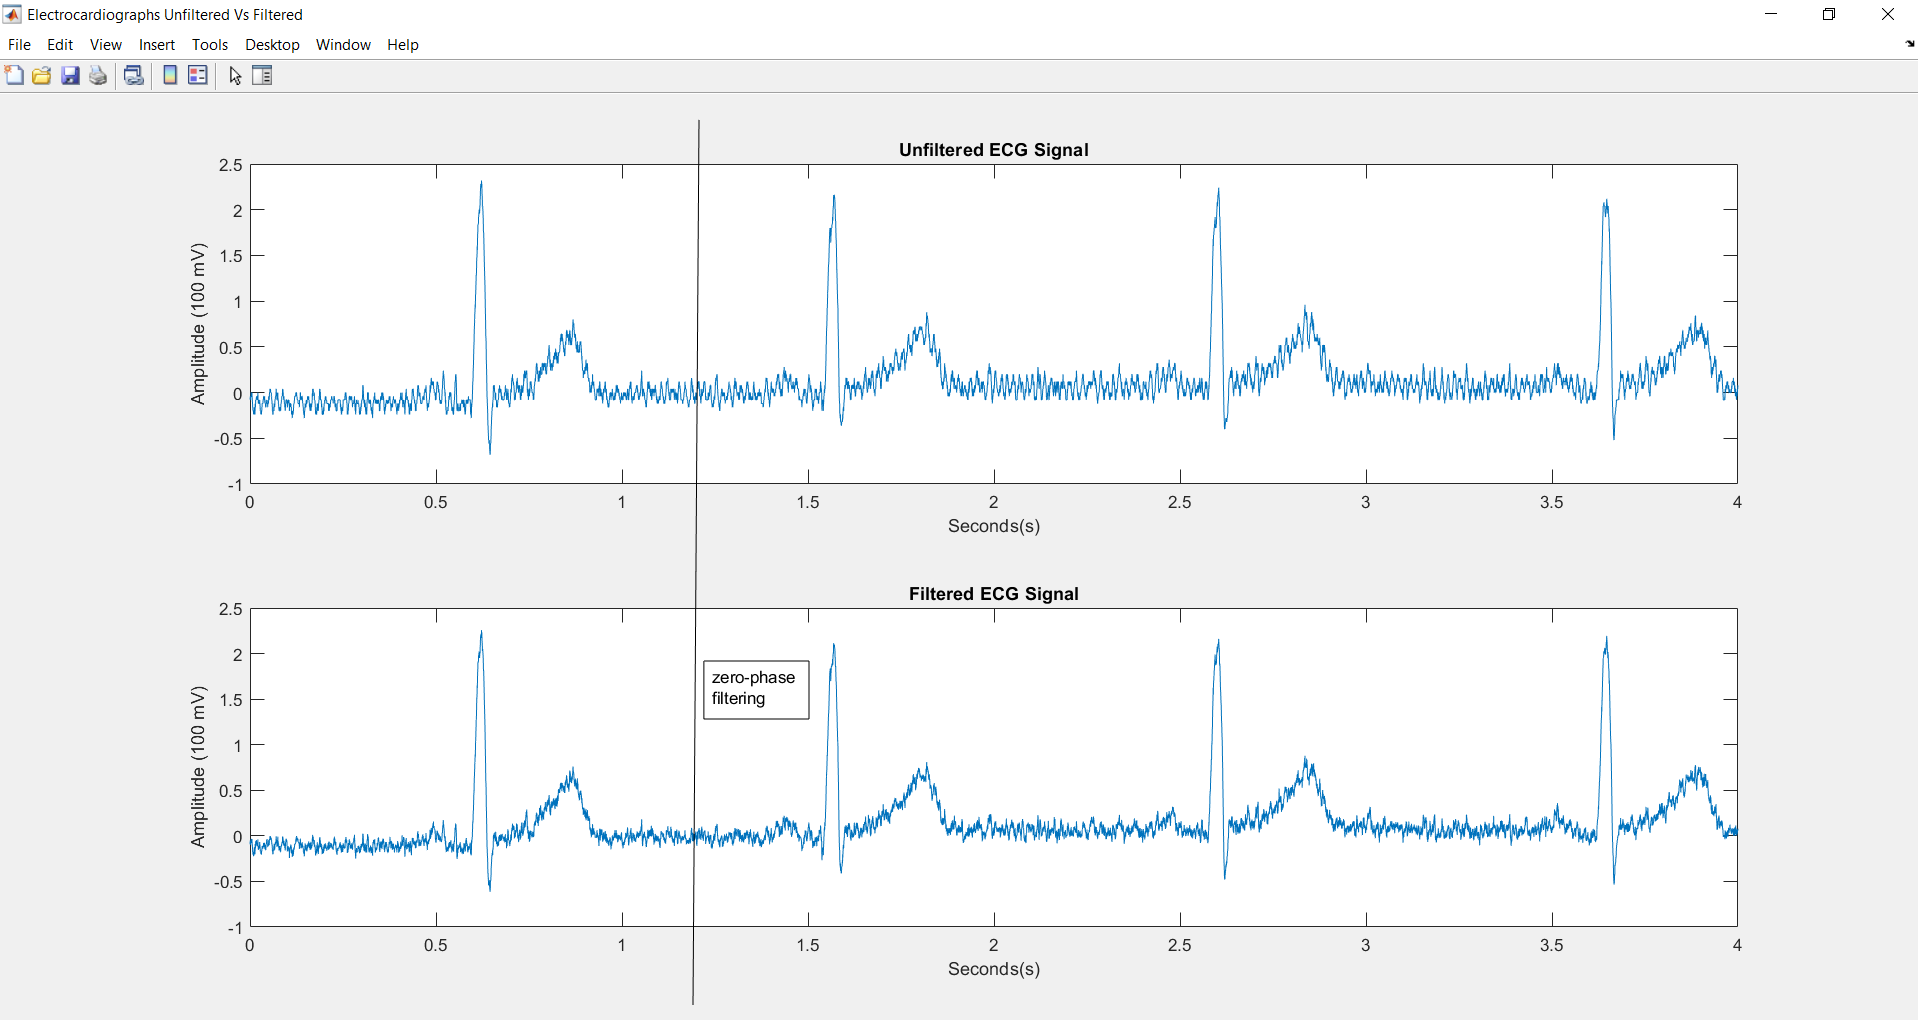 Electrocardiographs Unfiltered Vs Filtered
File Edit View Insert Tools Desktop Window Help
Unfiltered ECG Signal
2.5
2
1.5
1
0.5
0
-0.5
-1
Amplitude (100 mV)
0 0.5 1 1.5 2 2.5 3 3.5 4
Seconds(s)
Filtered ECG Signal
2.5
2
1.5
1
0.5
0
-0.5
-1
Amplitude (100 mV)
zero-phase
filtering
0 0.5 1 1.5 2 2.5 3 3.5 4
Seconds(s)